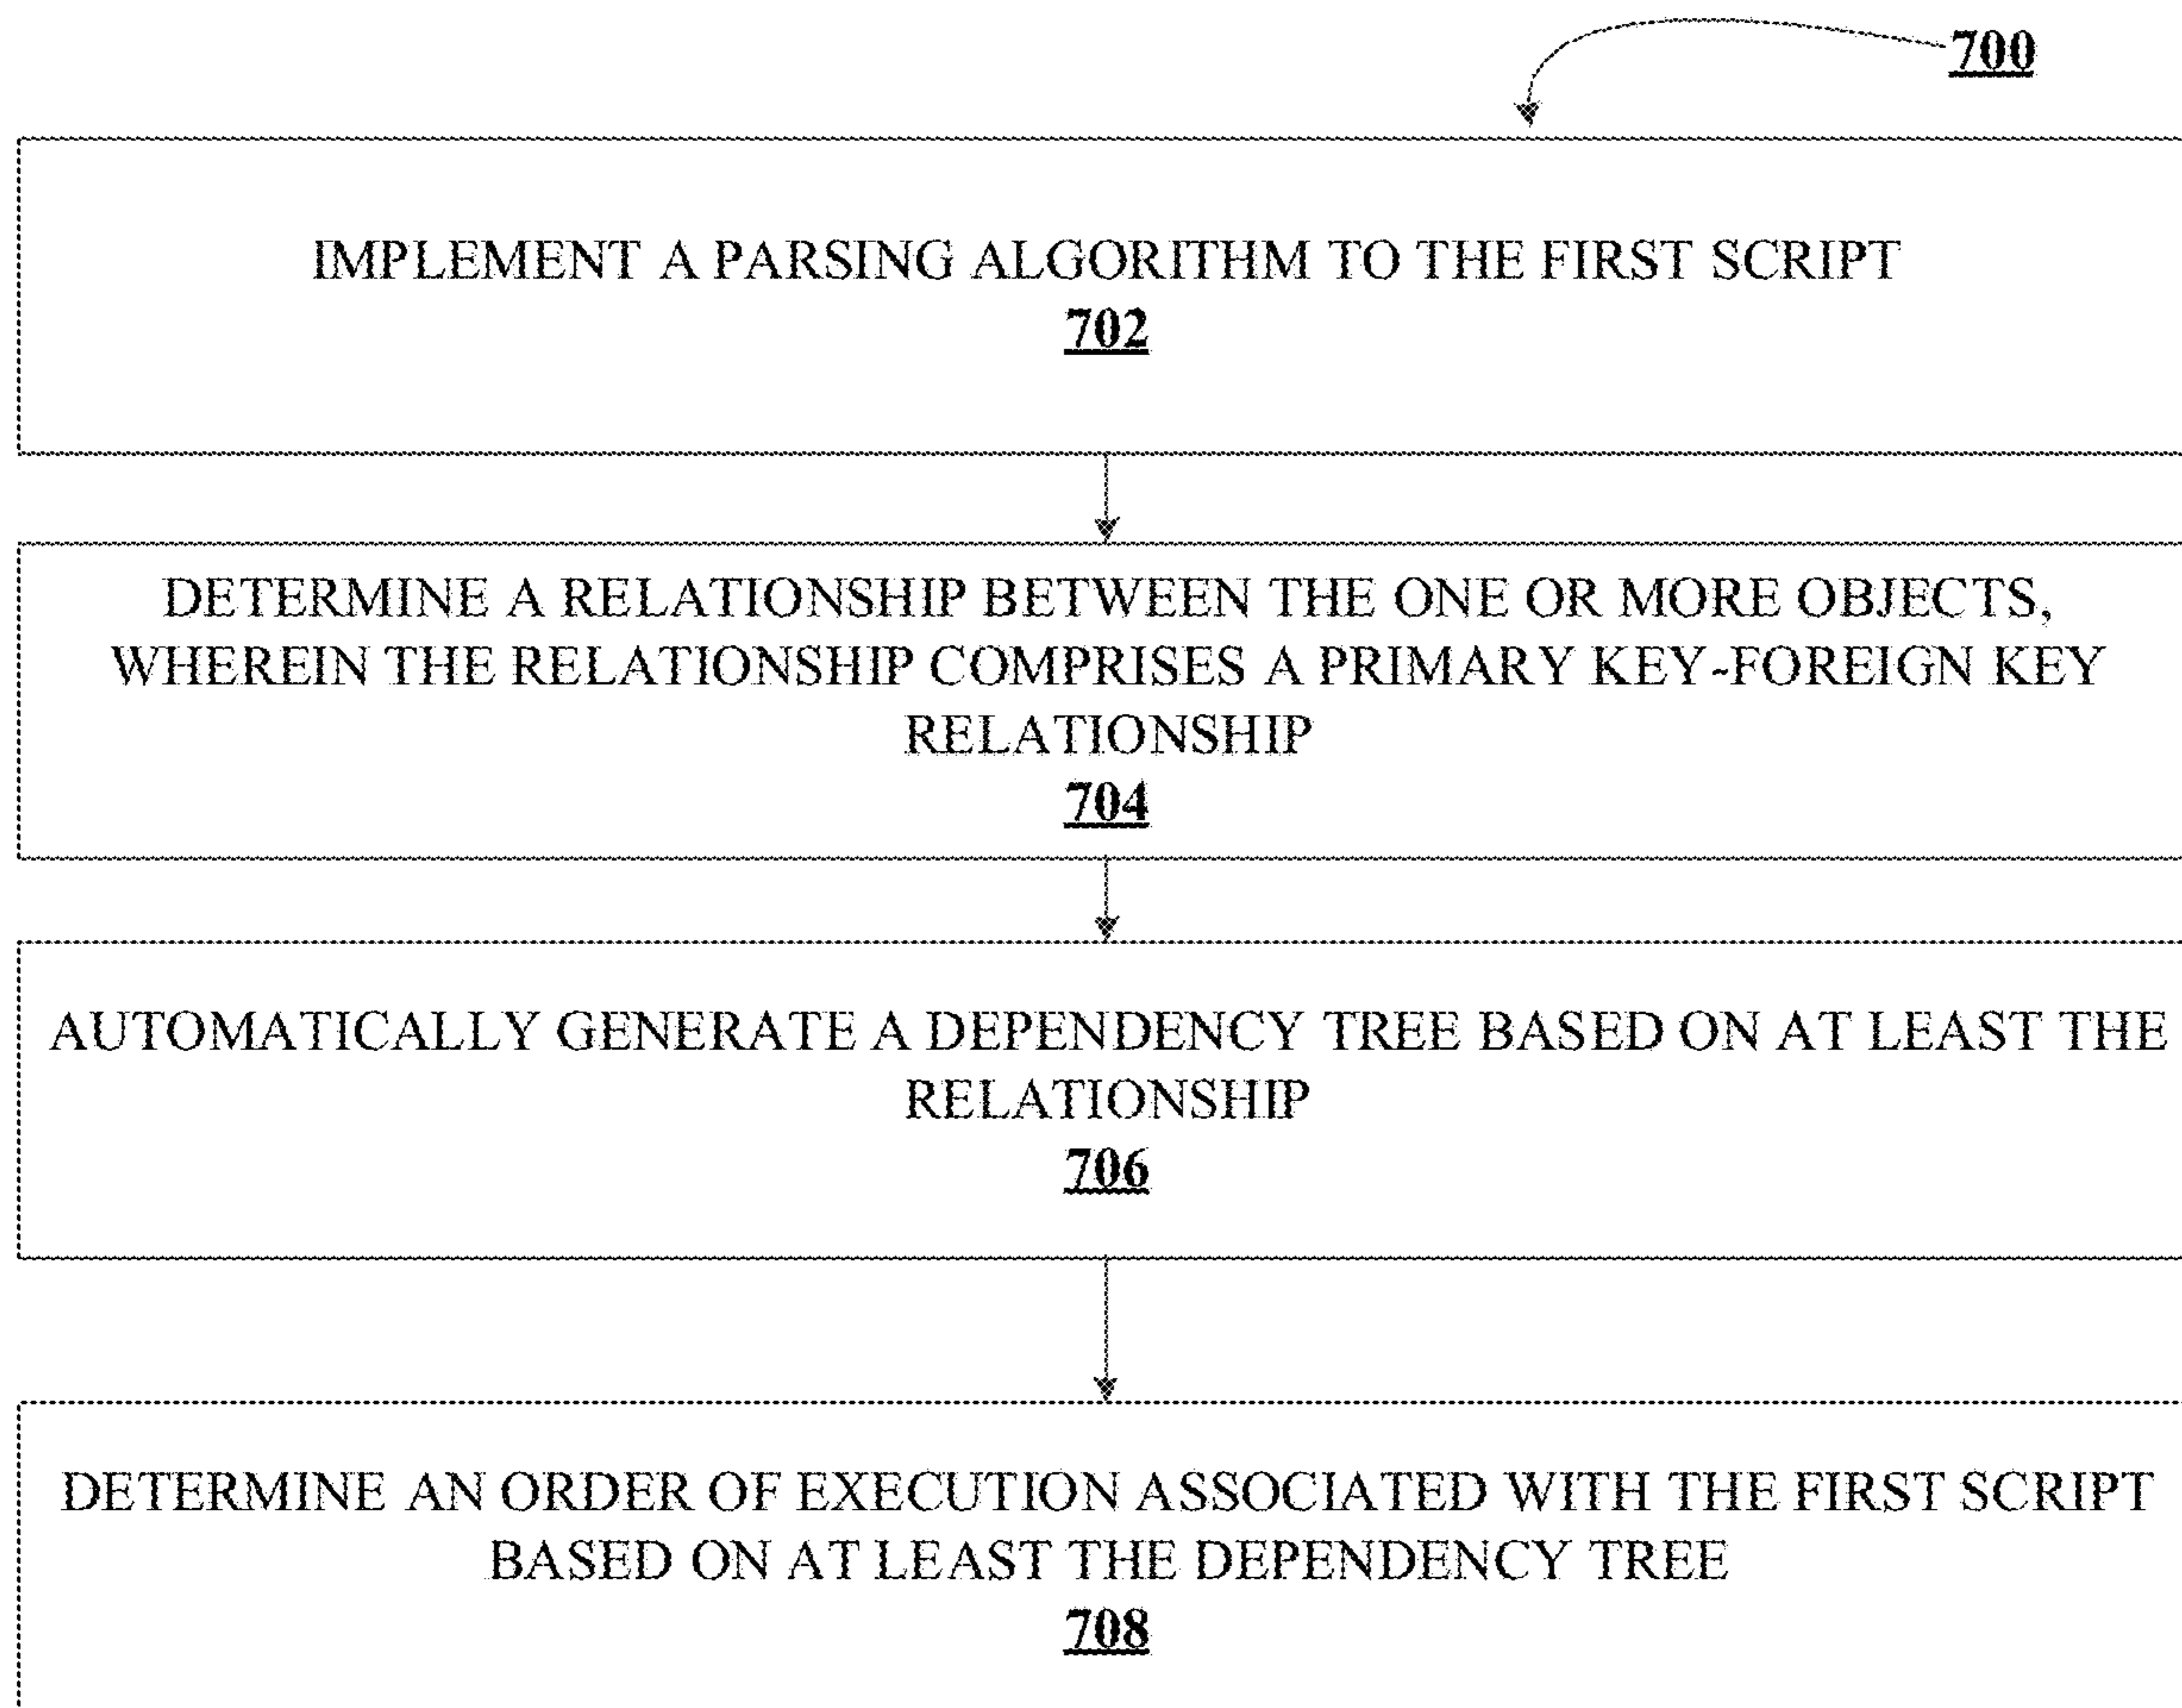 700
IMPLEMENT A PARSING ALGORITHM TO THE FIRST SCRIPT
702
DETERMINE A RELATIONSHIP BETWEEN THE ONE OR MORE OBJECTS,
WHEREIN THE RELATIONSHIP COMPRISES A PRIMARY KEY-FOREIGN KEY
RELATIONSHIP
704
AUTOMATICALLY GENERATE A DEPENDENCY TREE BASED ON AT LEAST THE
RELATIONSHIP
706
DETERMINE AN ORDER OF EXECUTION ASSOCIATED WITH THE FIRST SCRIPT
BASED ON AT LEAST THE DEPENDENCY TREE
708